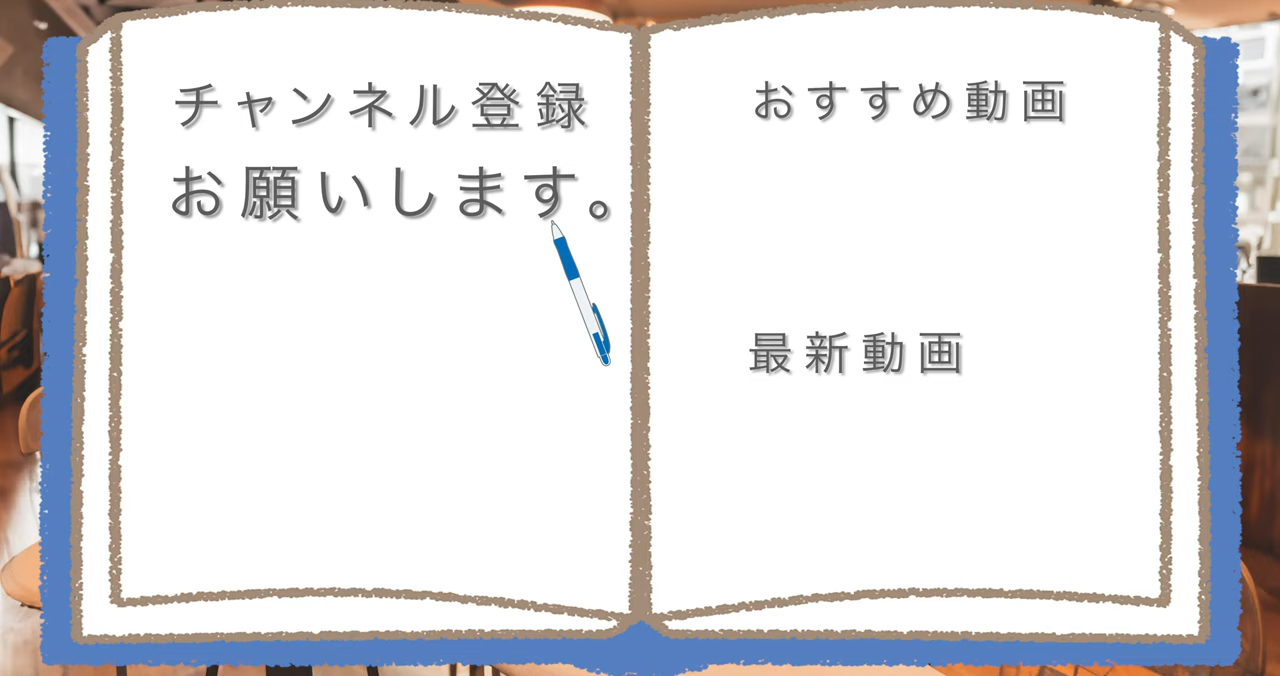 チャンネル登録
お願いします。
おすすめ動画
最新動画